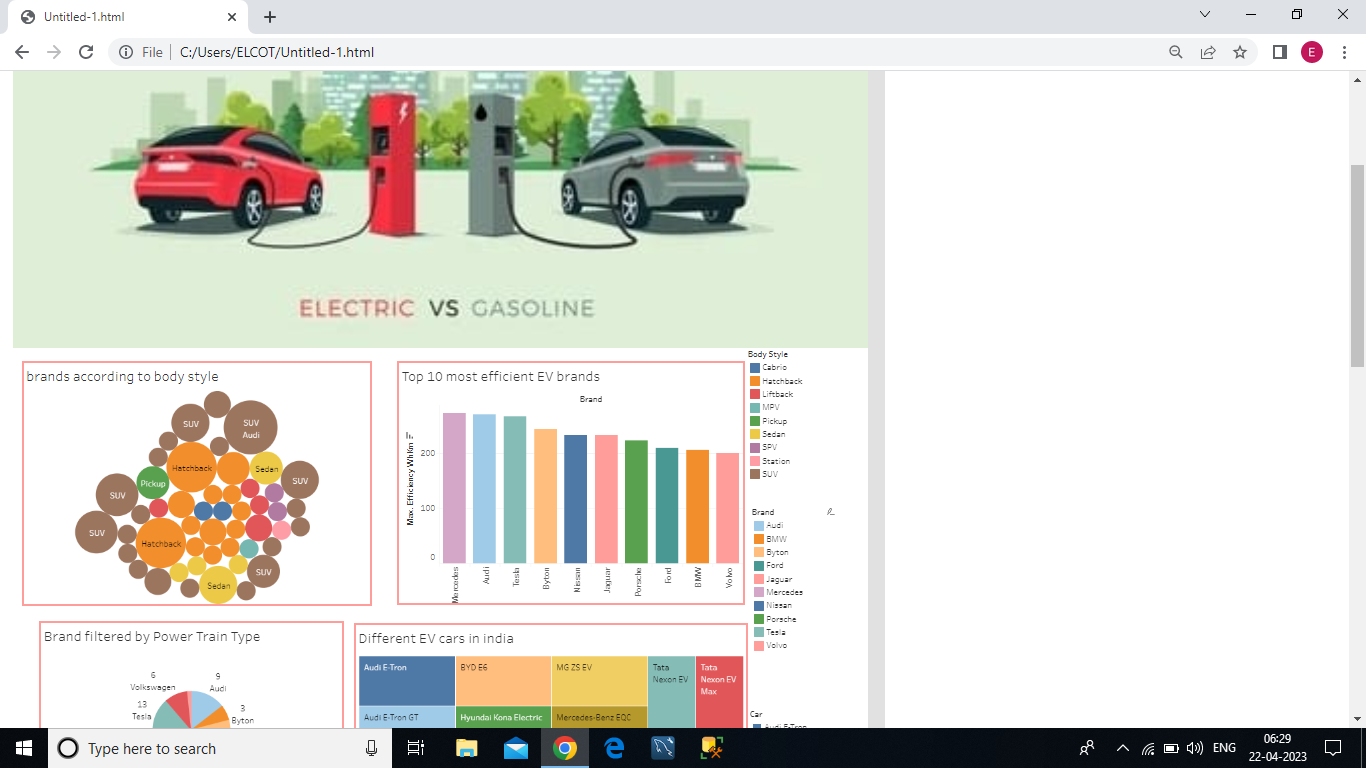 Untitled-1.html
File
C:/Users/ELCOT/Untitled-1.html
E
ELECTRIC VS GASOLINE
brands according to body style
SUV
SUV
Audi
Hatchback
Sedan
SUV
Pickup
SUV
SUV
Hatchback
SUV
Sedan
Top 10 most efficient EV brands
Brand
Max. Efficiency Wh/km
200
100
0
Mercedes
Audi
Tesla
Byton
Nissan
Jaguar
Porsche
Ford
BMW
Volvo
Body Style
Cabrio
Hatchback
Liftback
MPV
Pickup
Sedan
SPV
Station
SUV
Brand
Audi
BMW
Byton
Ford
Jaguar
Mercedes
Nissan
Porsche
Tesla
Volvo
Car
Audi E-Tron
Brand filtered by Power Train Type
6
Volkswagen
9
Audi
13
Tesla
3
Byton
Different EV cars in india
Audi E-Tron
BYD E6
MG ZS EV
Tata
Nexon EV
Tata
Nexon EV
Max
Audi E-Tron GT
Hyundai Kona Electric
Mercedes-Benz EQC
Type here to search
ENG
06:29
22-04-2023